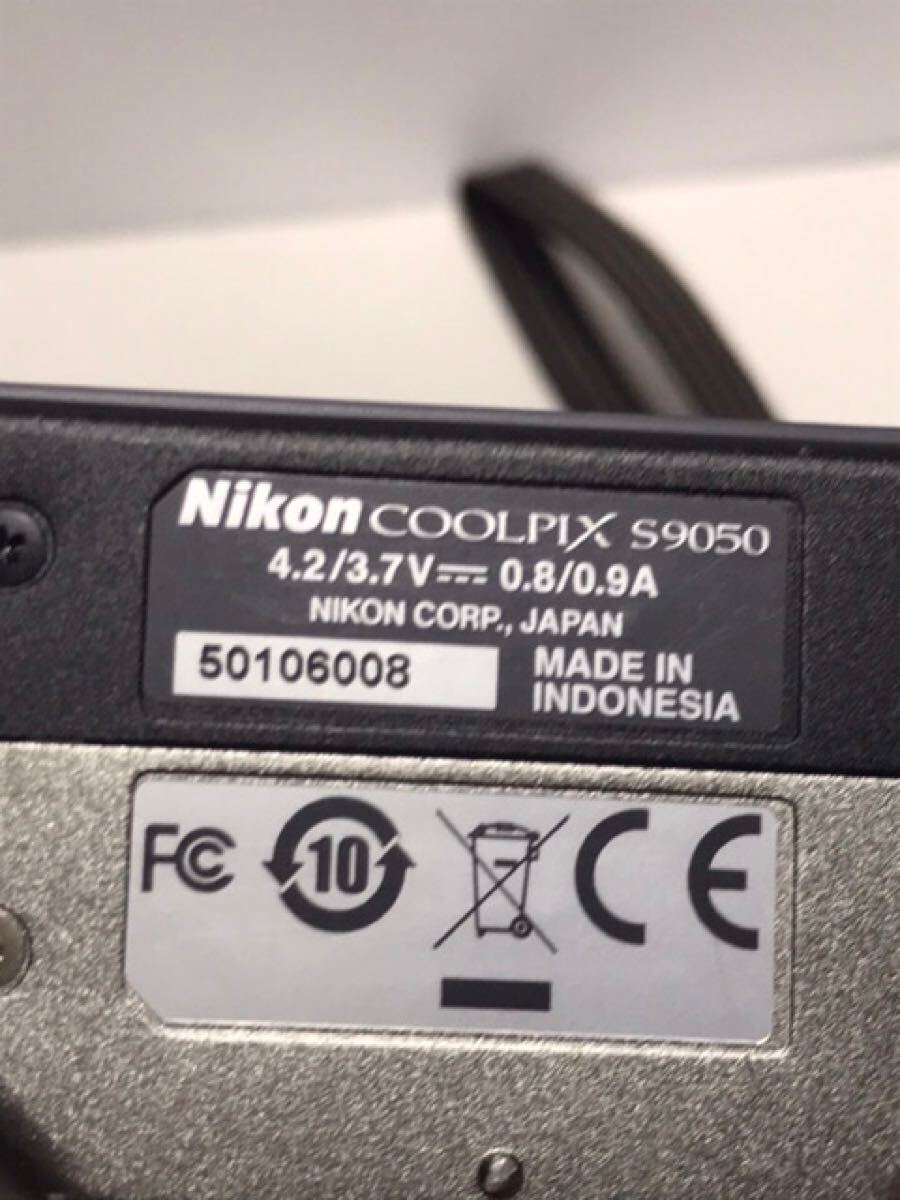 Nikon COOLPIX S9050
4.2/3.7V⎓ 0.8/0.9A
NIKON CORP., JAPAN
50106008
MADE IN
INDONESIA
FC
10
CE